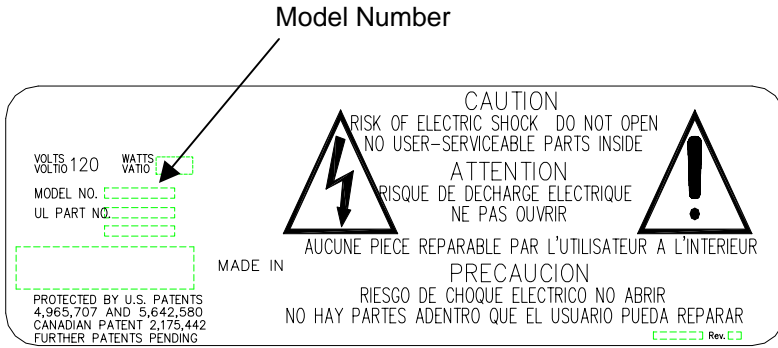 Model Number
VOLTS
VOLTIO 120
WATTS
VATIO
MODEL NO.
UL PART NO.
MADE IN
PROTECTED BY U.S. PATENTS
4,965,707 AND 5,642,580
CANADIAN PATENT 2,175,442
FURTHER PATENTS PENDING
CAUTION
RISK OF ELECTRIC SHOCK DO NOT OPEN
NO USER-SERVICEABLE PARTS INSIDE
ATTENTION
RISQUE DE DECHARGE ELECTRIQUE
NE PAS OUVRIR
AUCUNE PIECE REPARABLE PAR L'UTILISATEUR A L'INTERIEUR
PRECAUCION
RIESGO DE CHOQUE ELECTRICO NO ABRIR
NO HAY PARTES ADENTRO QUE EL USUARIO PUEDA REPARAR
Rev.